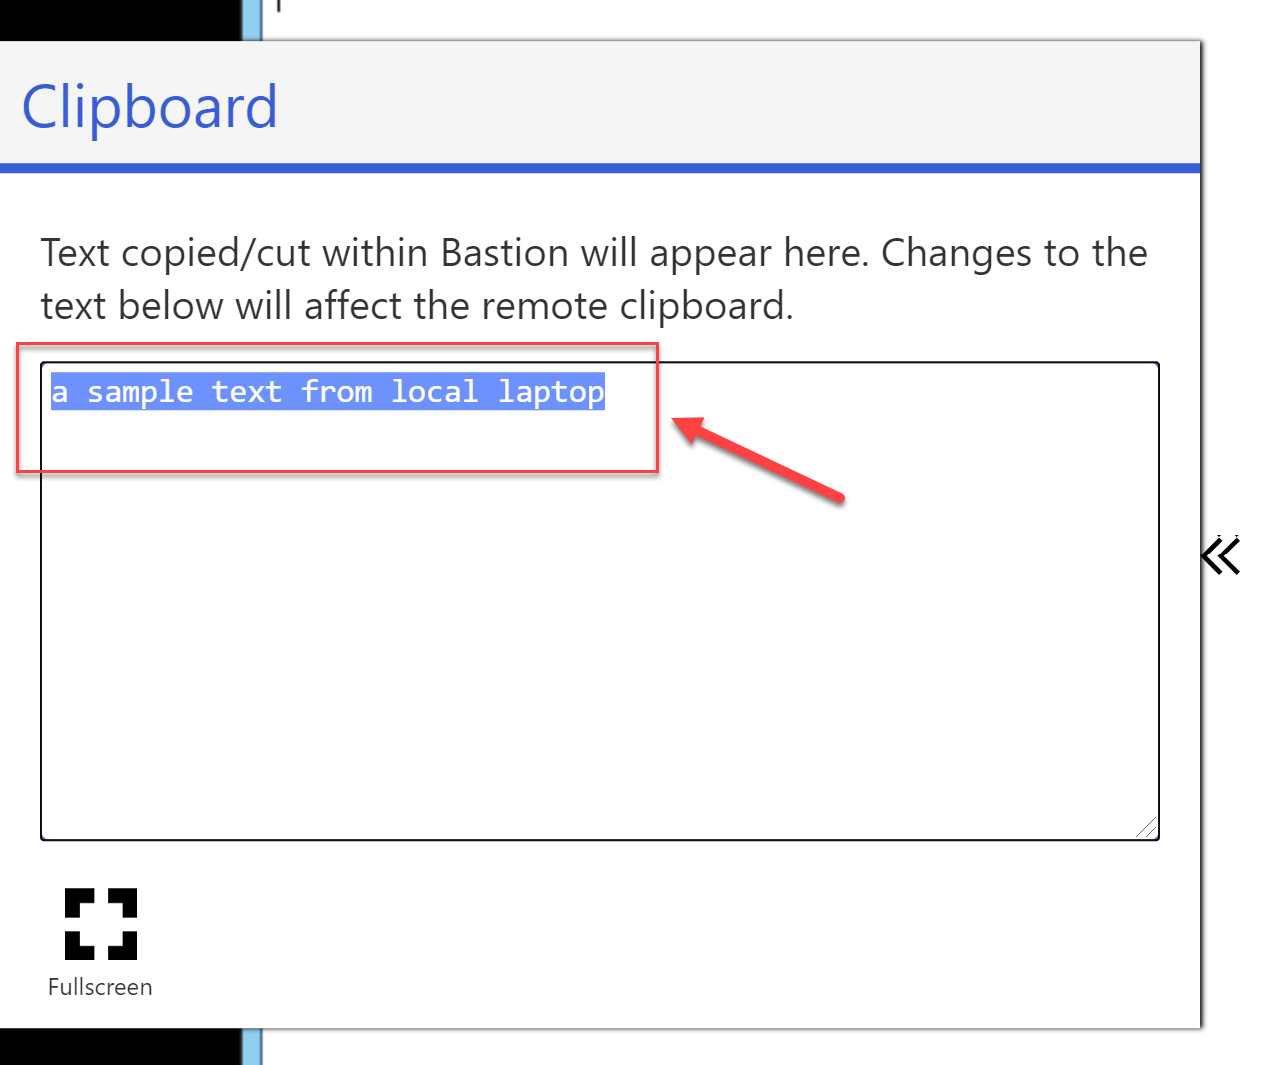 Clipboard
Text copied/cut within Bastion will appear here. Changes to the
text below will affect the remote clipboard.
a sample text from local laptop
Fullscreen